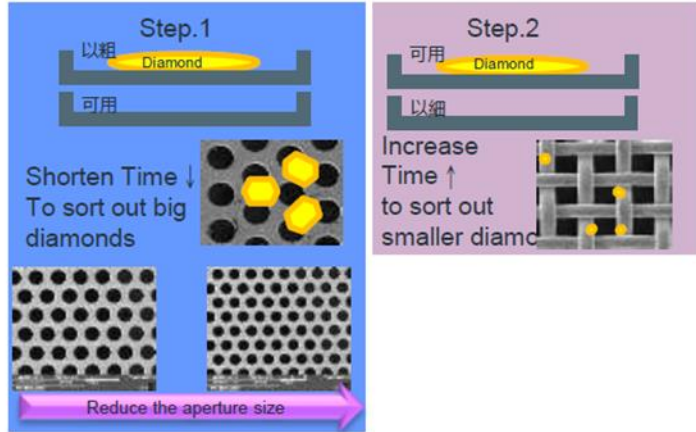 Step.1
以粗
Diamond
可用
Shorten Time ↓
To sort out big
diamonds
Reduce the aperture size
Step.2
可用
Diamond
以細
Increase
Time ↑
to sort out
smaller diamo